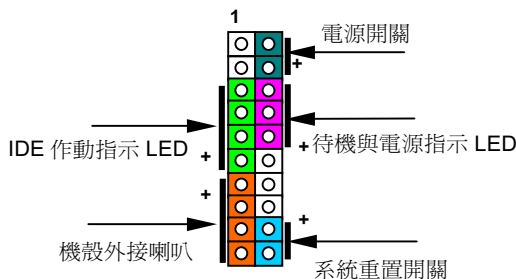 1
電源開關
+
IDE 作動指示 LED
+
+ 待機與電源指示 LED
+
機殼外接喇叭
+
系統重置開關